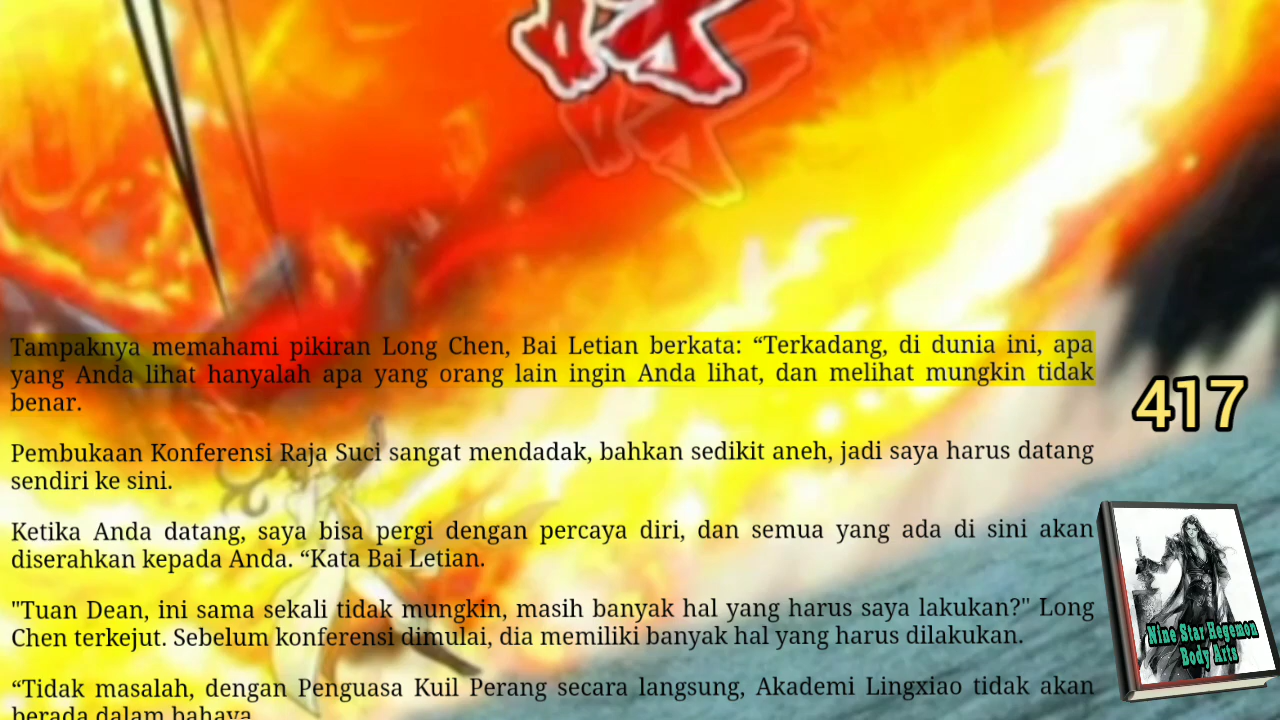 Tampaknya memahami pikiran Long Chen, Bai Letian berkata: “Terkadang, di dunia ini, apa
yang Anda lihat hanyalah apa yang orang lain ingin Anda lihat, dan melihat mungkin tidak
benar.
Pembukaan Konferensi Raja Suci sangat mendadak, bahkan sedikit aneh, jadi saya harus datang
sendiri ke sini.
Ketika Anda datang, saya bisa pergi dengan percaya diri, dan semua yang ada di sini akan
diserahkan kepada Anda. “Kata Bai Letian.
"Tuan Dean, ini sama sekali tidak mungkin, masih banyak hal yang harus saya lakukan?" Long
Chen terkejut. Sebelum konferensi dimulai, dia memiliki banyak hal yang harus dilakukan.
“Tidak masalah, dengan Penguasa Kuil Perang secara langsung, Akademi Lingxiao tidak akan
berada dalam bahaya
417
Nine Star Hegemon
Body Arts